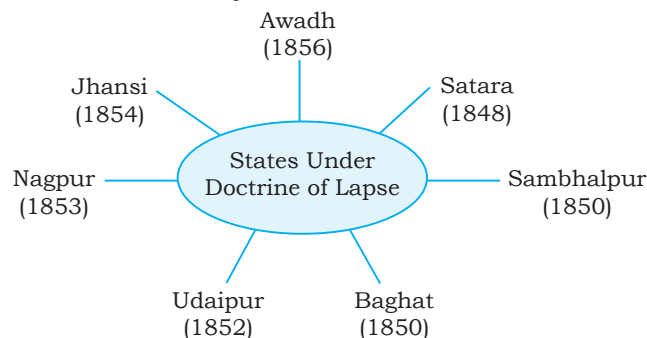 Awadh
(1856)
Jhansi
(1854)
Satara
(1848)
States Under
Doctrine of Lapse
Nagpur
(1853)
Sambhalpur
(1850)
Udaipur
(1852)
Baghat
(1850)